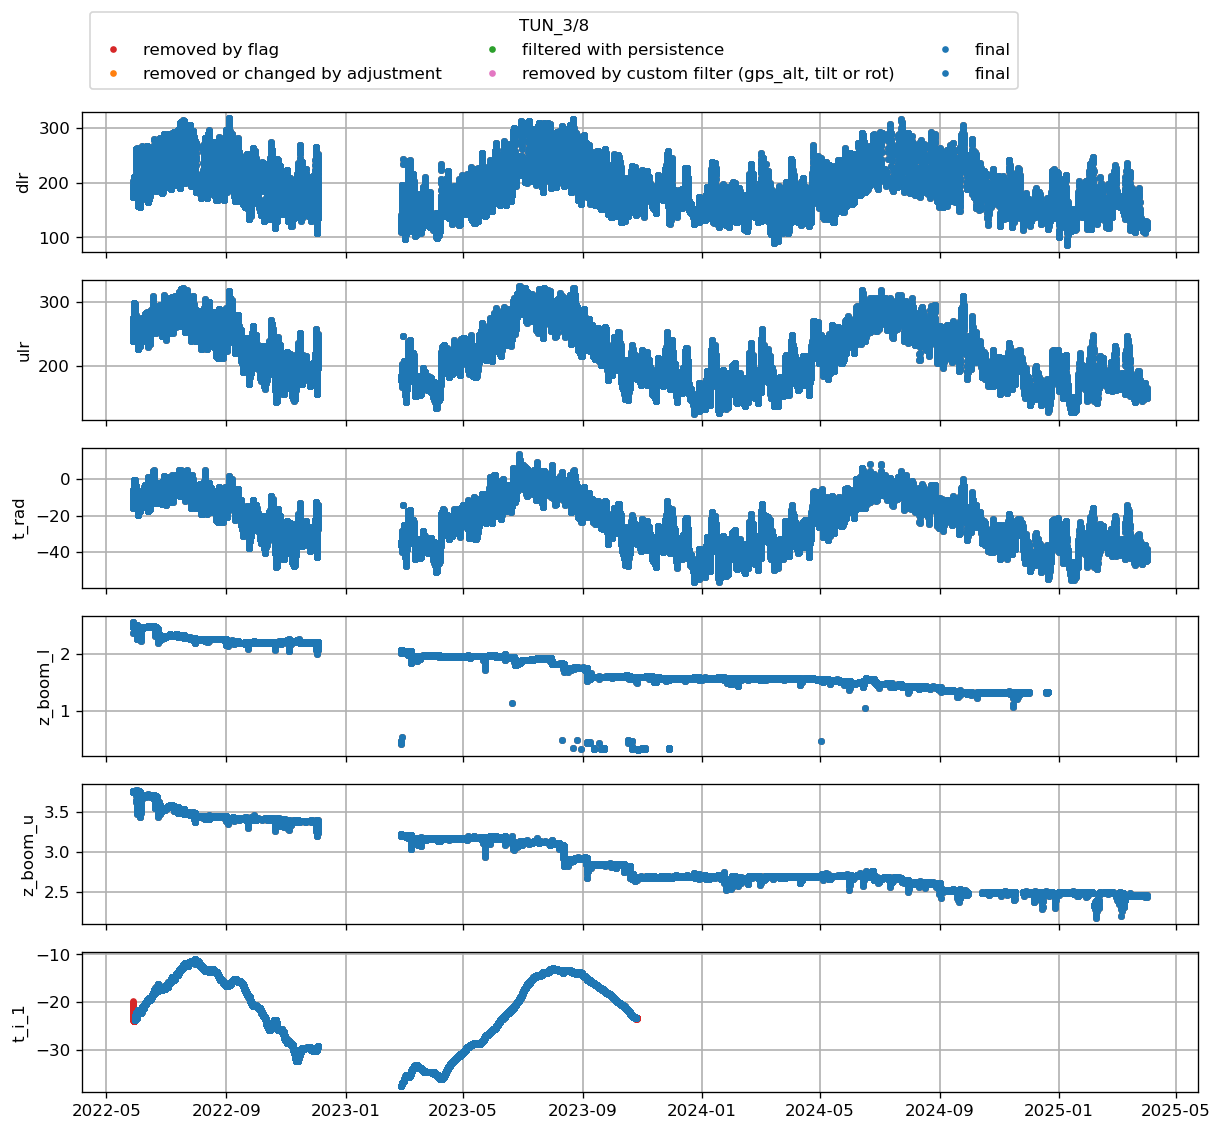 TUN_3/8
removed by flag
filtered with persistence
final
removed or changed by adjustment
removed by custom filter (gps_alt, tilt or rot)
final
300
200
100
dlr
300
200
ulr
0
−20
−40
t_rad
2
1
z_boom_l
3.5
3.0
2.5
z_boom_u
−10
−20
−30
t_i_1
2022-05
2022-09
2023-01
2023-05
2023-09
2024-01
2024-05
2024-09
2025-01
2025-05